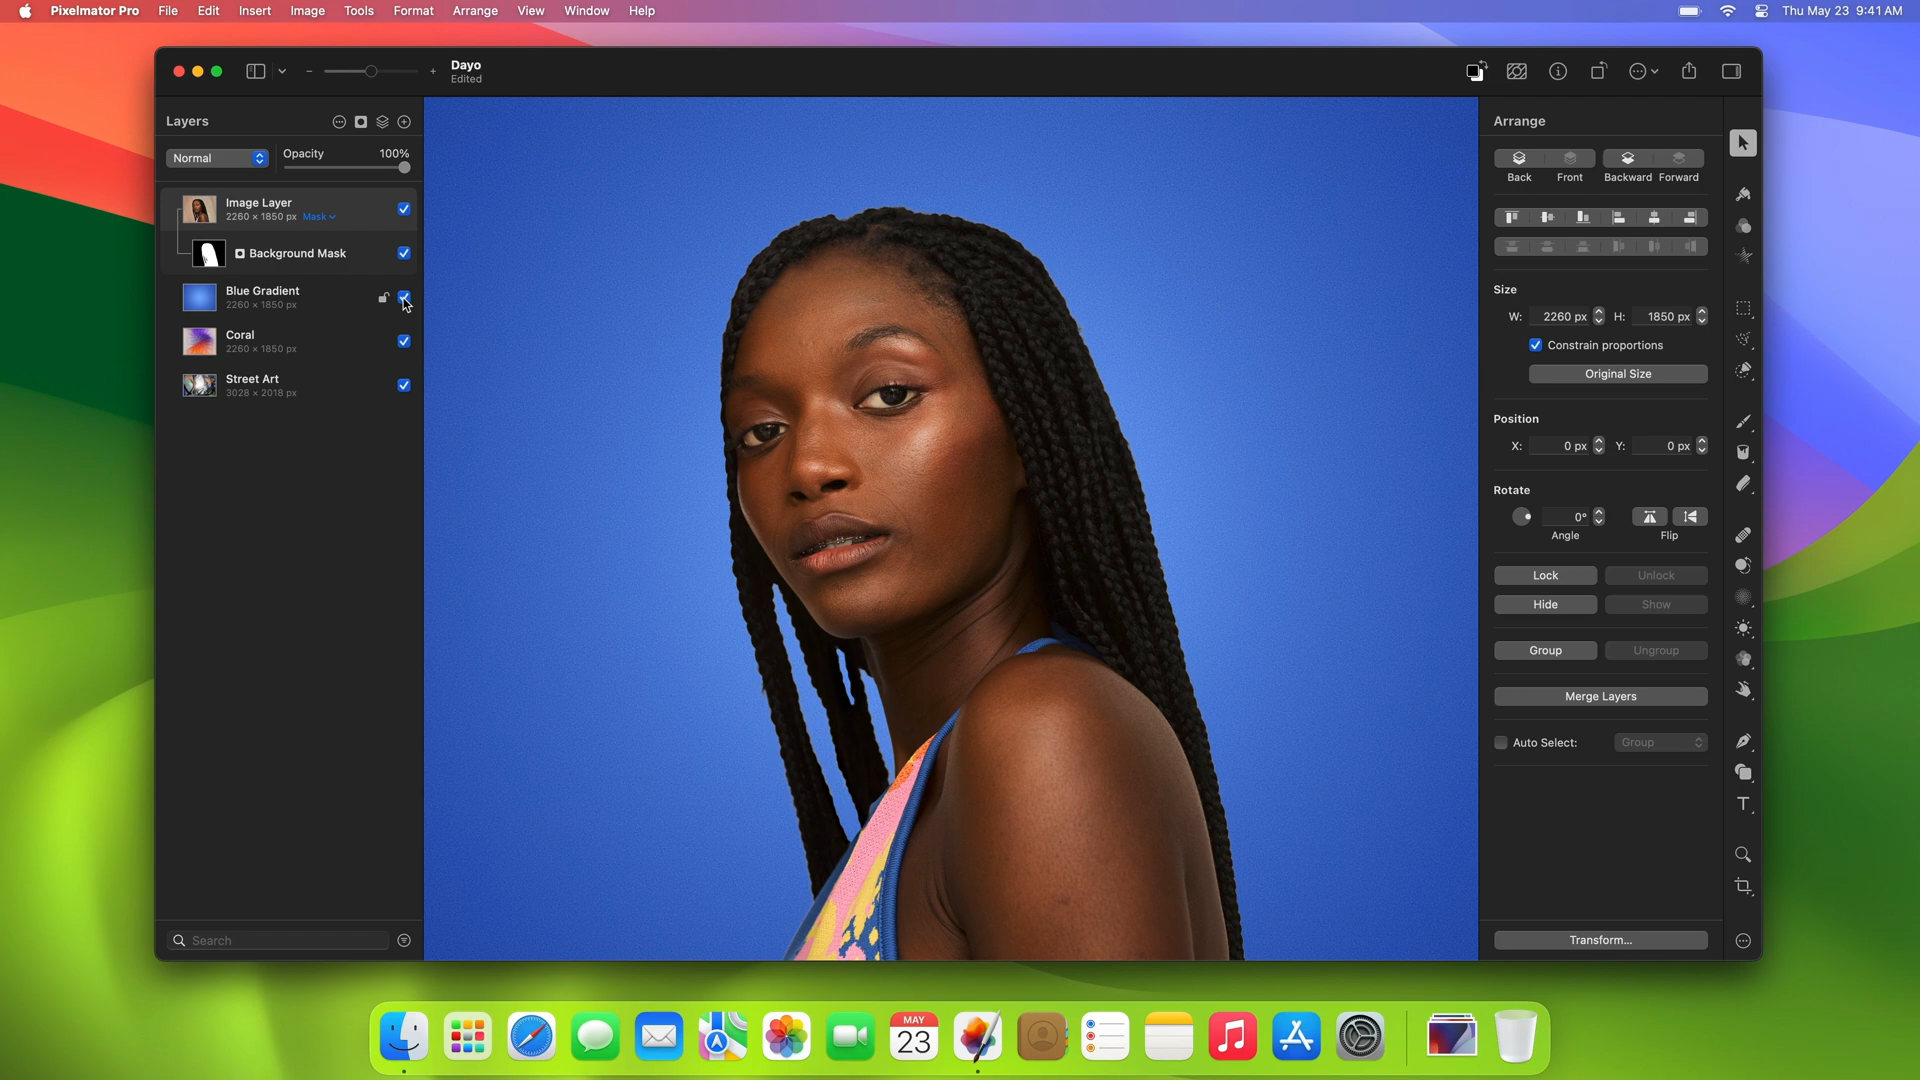 Pixelmator Pro File Edit Insert Image Tools Format Arrange View Window Help Thu May 23 9:41 AM
Dayo
Edited
Layers
Normal Opacity 100%
Image Layer
2260 × 1850 px Mask
Background Mask
Blue Gradient
2260 × 1850 px
Coral
2260 × 1850 px
Street Art
3028 × 2018 px
Search
Arrange
Back Front Backward Forward
Size
W: 2260 px H: 1850 px
Constrain proportions
Original Size
Position
X: 0 px Y: 0 px
Rotate
0°
Angle Flip
Lock Unlock
Hide Show
Group Ungroup
Merge Layers
Auto Select: Group
Transform...
MAY
23